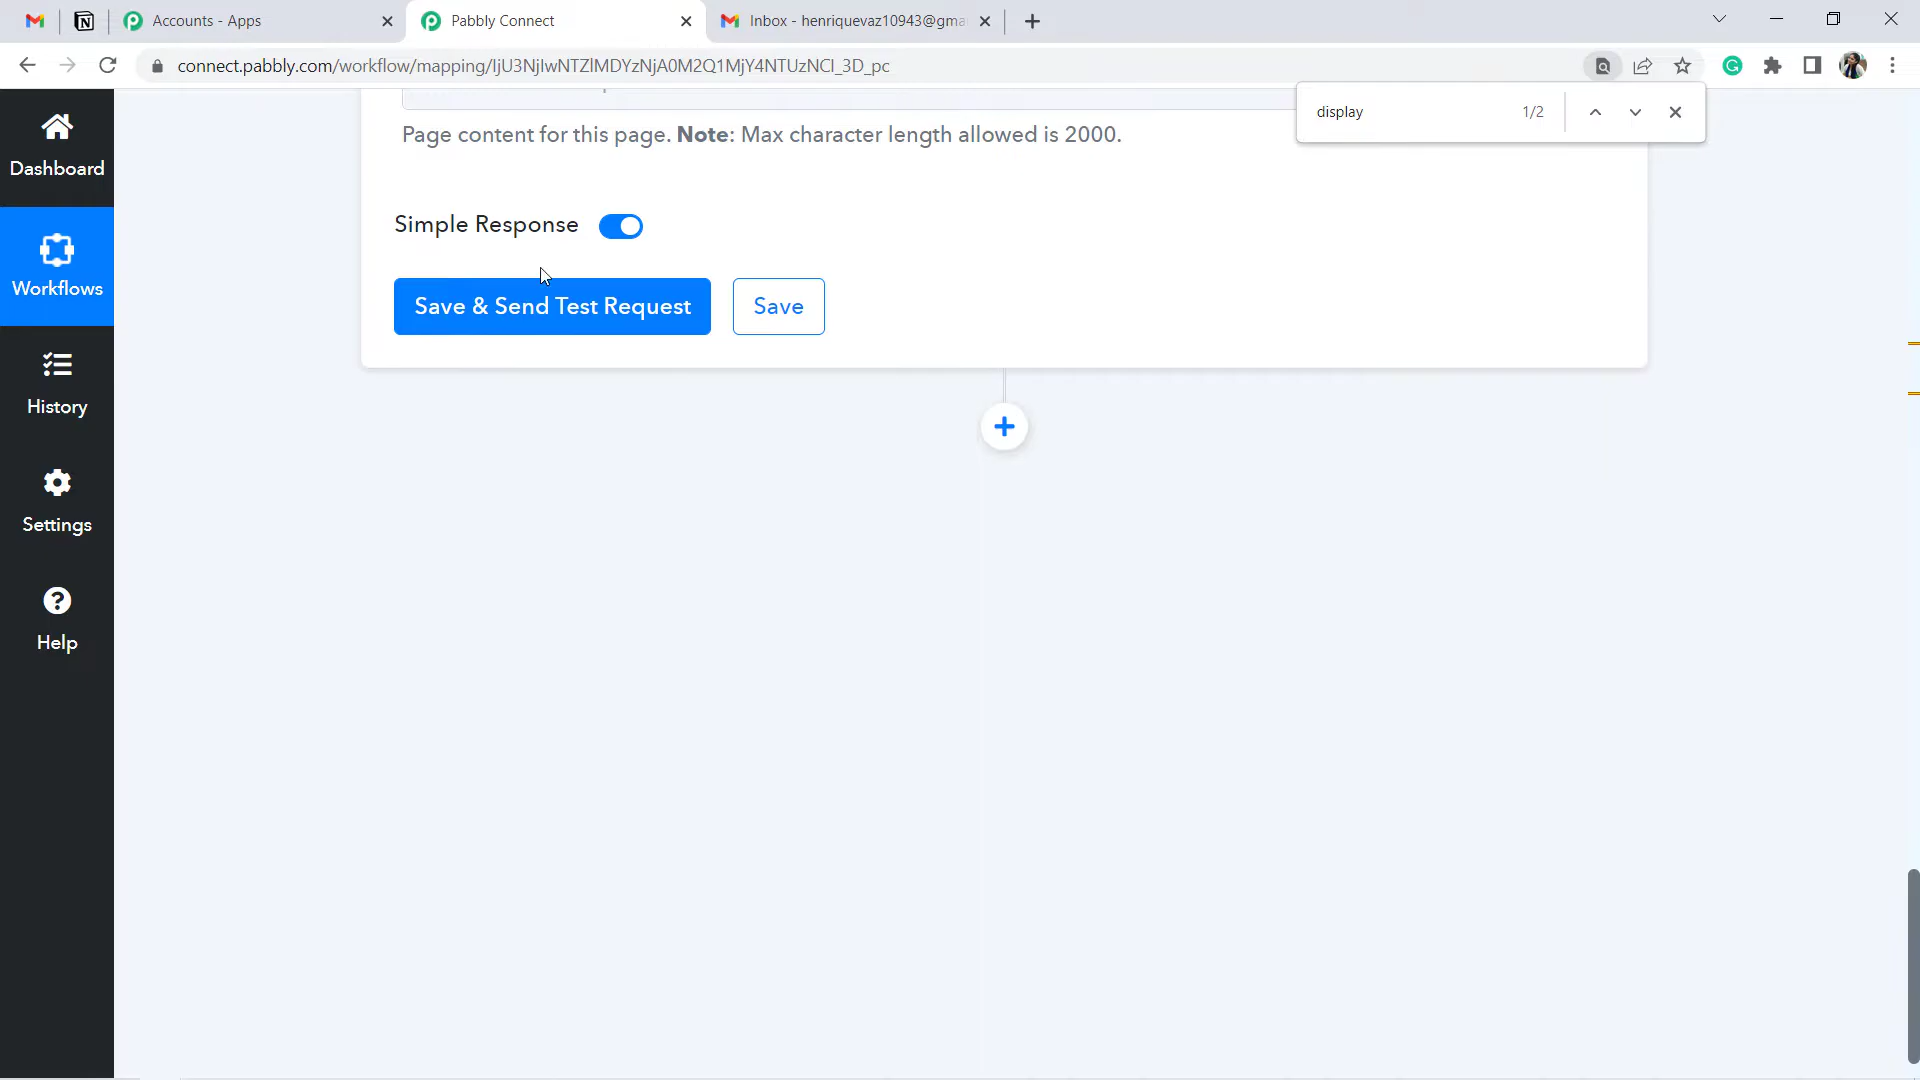 Accounts - Apps
Pabbly Connect
Inbox - henriquevaz10943@gma
connect.pabbly.com/workflow/mapping/IjU3NjIwNTZlMDYzNjA0M2Q1MjY4NTUzNCI_3D_pc
display 1/2
Page content for this page. Note: Max character length allowed is 2000.
Dashboard
Simple Response
Workflows
Save & Send Test Request
Save
History
Settings
Help